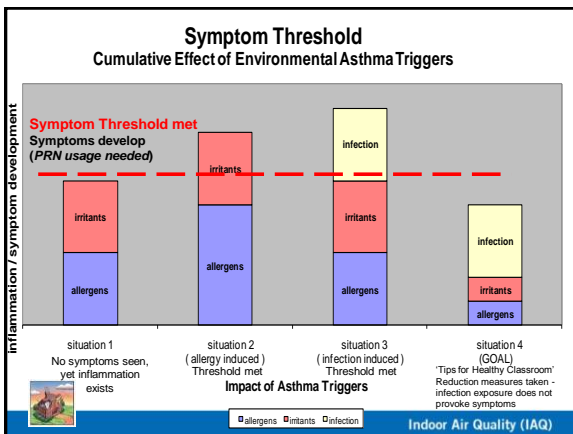 Symptom Threshold
Cumulative Effect of Environmental Asthma Triggers
inflammation / symptom development
Symptom Threshold met
Symptoms develop
(PRN usage needed)
irritants
allergens
irritants
allergens
infection
irritants
allergens
infection
irritants
allergens
situation 1
No symptoms seen,
yet inflammation
exists
situation 2
( allergy induced )
Threshold met
situation 3
( infection induced )
Threshold met
situation 4
(GOAL)
'Tips for Healthy Classroom'
Reduction measures taken -
infection exposure does not
provoke symptoms
Impact of Asthma Triggers
allergens irritants infection
Indoor Air Quality (IAQ)